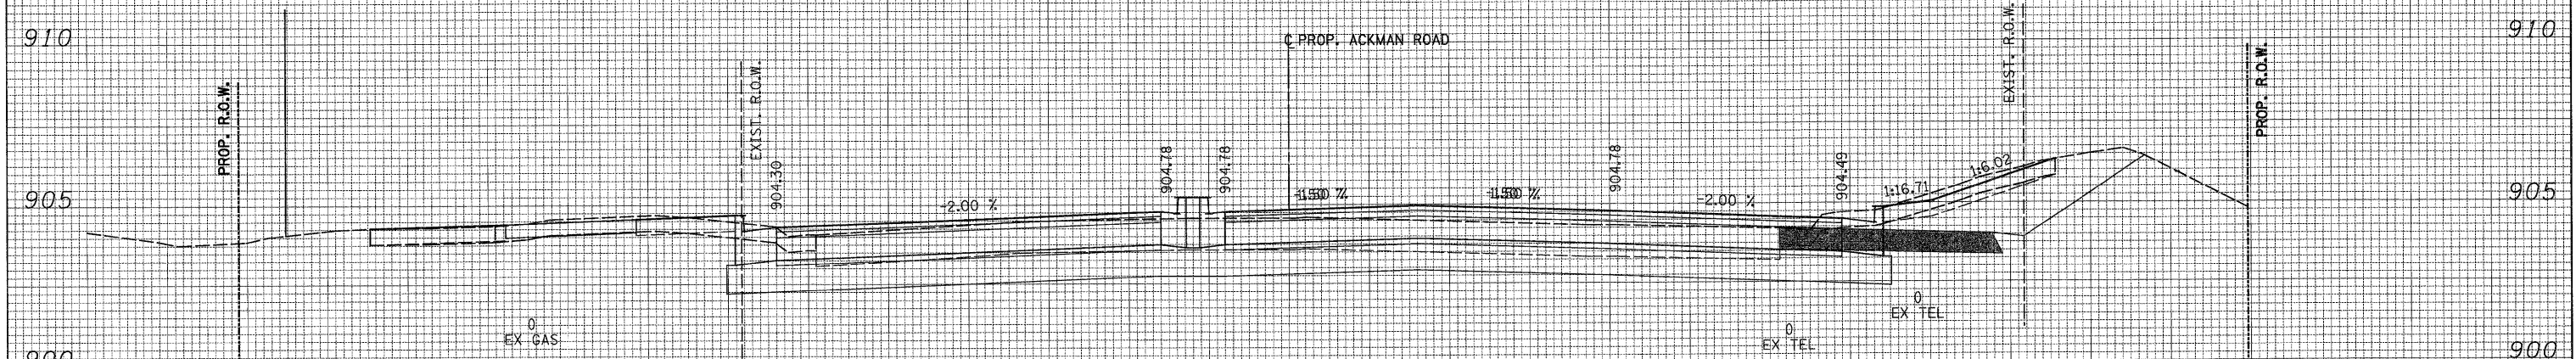 910
910
℄ PROP. ACKMAN ROAD
PROP. R.O.W.
EXIST. R.O.W.
EXIST. R.O.W.
PROP. R.O.W.
905
905
904.30
-2.00 %
904.78
904.78
904.78
-2.00 %
904.49
1:16.71
1:6.02
0
EX GAS
0
EX TEL
0
EX TEL
900
900